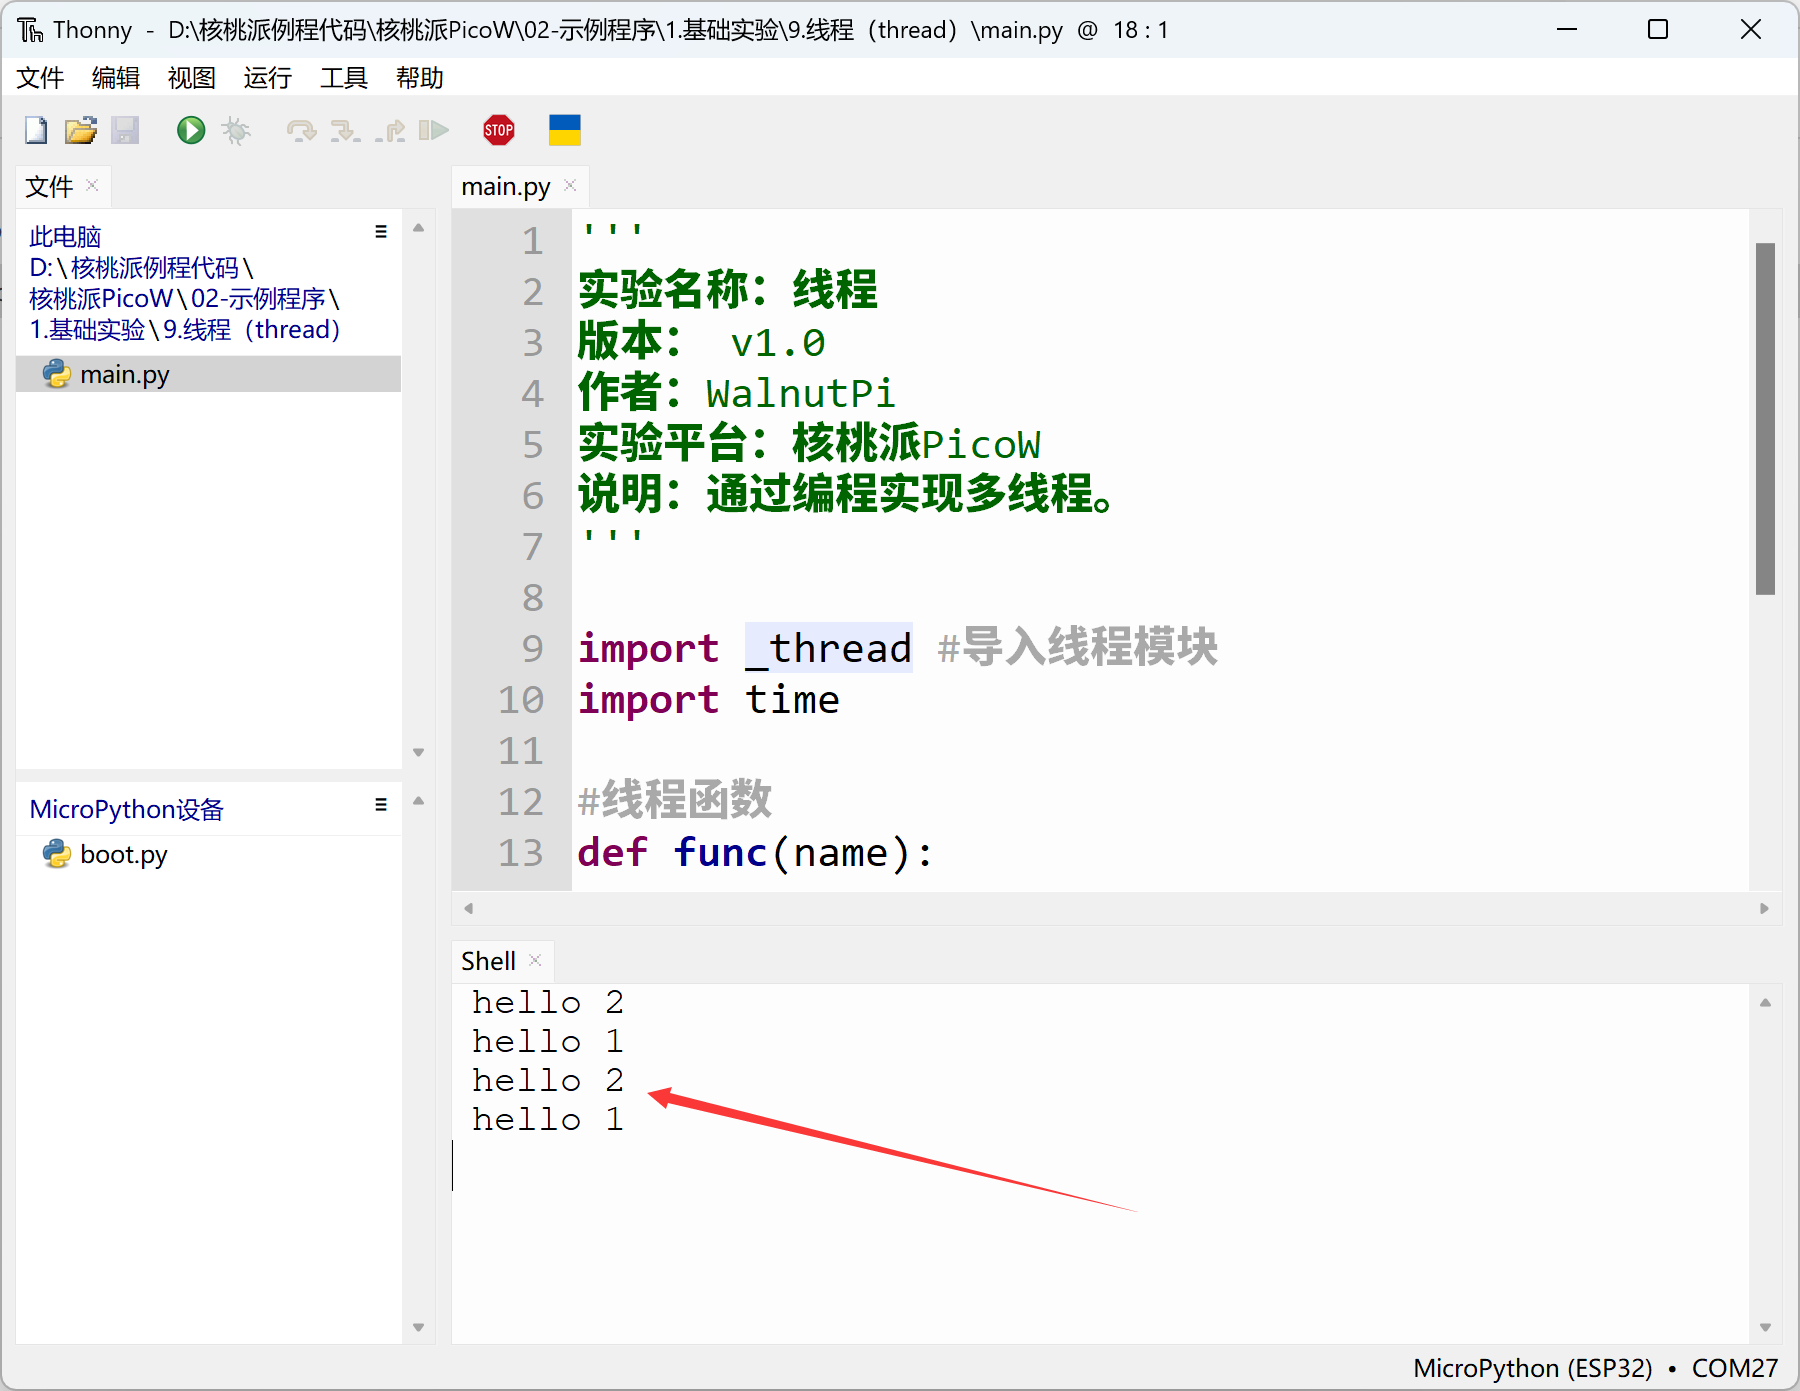 Thonny - D:\核桃派例程代码\核桃派PicoW\02-示例程序\1.基础实验\9.线程（thread）\main.py @ 18 : 1
文件 编辑 视图 运行 工具 帮助
STOP
文件
此电脑
D:\核桃派例程代码\
核桃派PicoW\02-示例程序\
1.基础实验\9.线程（thread）
main.py
MicroPython设备
boot.py
main.py
1 '''
2 实验名称：线程
3 版本： v1.0
4 作者：WalnutPi
5 实验平台：核桃派PicoW
6 说明：通过编程实现多线程。
7 '''
8
9 import _thread #导入线程模块
10 import time
11
12 #线程函数
13 def func(name):
Shell
hello 2
hello 1
hello 2
hello 1
MicroPython (ESP32) • COM27